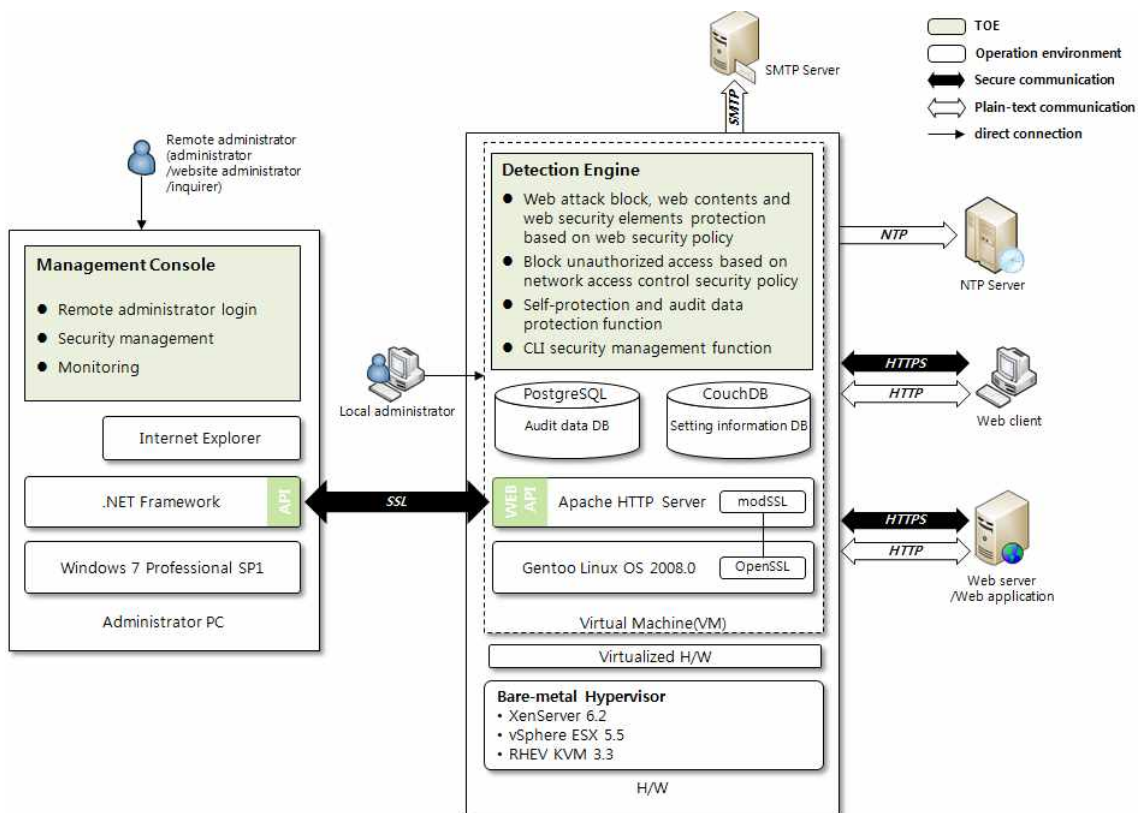 TOE
Operation environment
Secure communication
Plain-text communication
direct connection
SMTP Server
SMTP
Remote administrator
(administrator
/website administrator
/inquirer)
Management Console
● Remote administrator login
● Security management
● Monitoring
Internet Explorer
.NET Framework
API
Windows 7 Professional SP1
Administrator PC
SSL
Local administrator
Detection Engine
● Web attack block, web contents and
web security elements protection
based on web security policy
● Block unauthorized access based on
network access control security policy
● Self-protection and audit data
protection function
● CLI security management function
PostgreSQL
Audit data DB
CouchDB
Setting information DB
WEB
API
Apache HTTP Server
modSSL
Gentoo Linux OS 2008.0
OpenSSL
Virtual Machine(VM)
Virtualized H/W
Bare-metal Hypervisor
• XenServer 6.2
• vSphere ESX 5.5
• RHEV KVM 3.3
H/W
NTP
NTP Server
HTTPS
HTTP
Web client
HTTPS
HTTP
Web server
/Web application